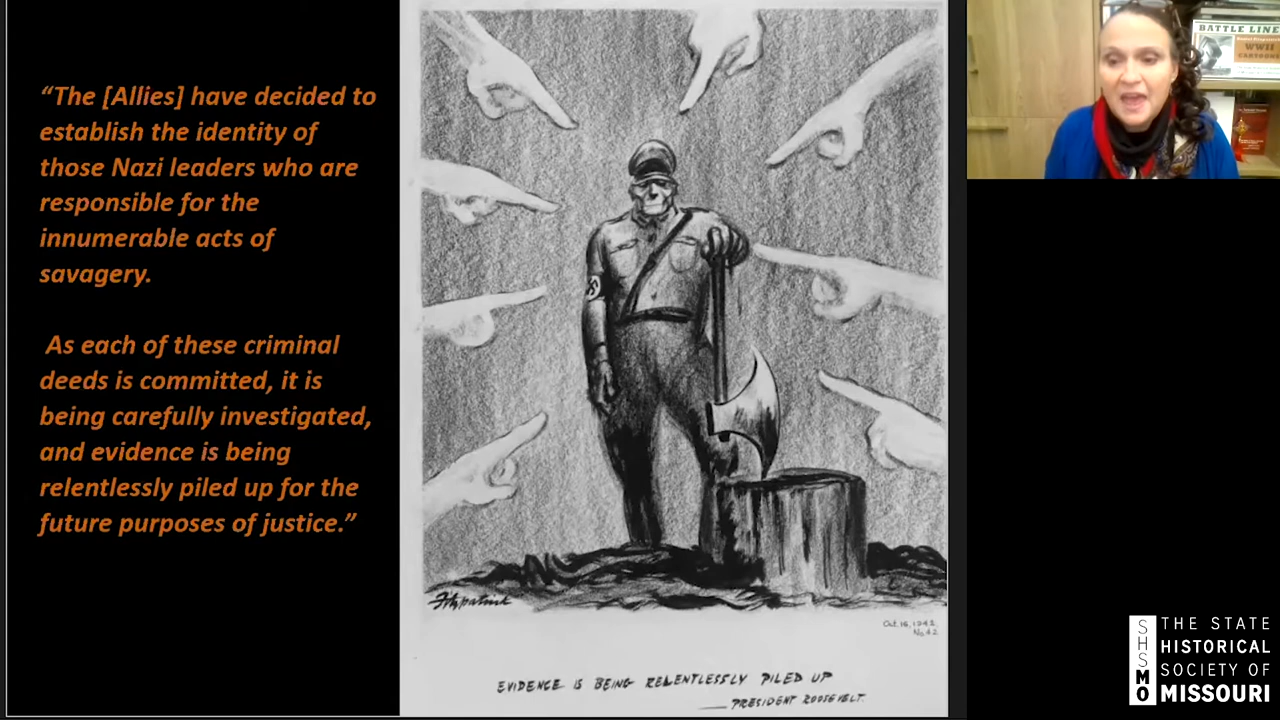 “The [Allies] have decided to
establish the identity of
those Nazi leaders who are
responsible for the
innumerable acts of
savagery.
As each of these criminal
deeds is committed, it is
being carefully investigated,
and evidence is being
relentlessly piled up for the
future purposes of justice.”
Fitzpatrick
Oct. 16, 1942.
No. 42
EVIDENCE IS BEING RELENTLESSLY PILED UP
PRESIDENT ROOSEVELT.
BATTLE LINE
WWII
CARTOONS
SHSMO
THE STATE
HISTORICAL
SOCIETY OF
MISSOURI